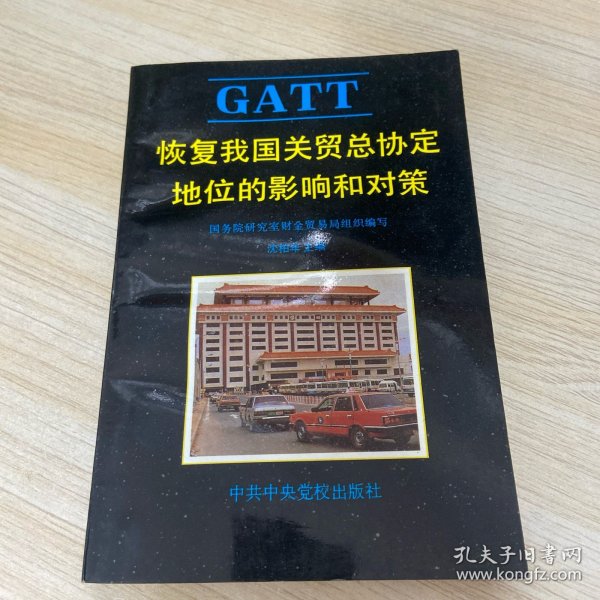 GATT
恢复我国关贸总协定
地位的影响和对策
国务院研究室财金贸易局组织编写
主编
中共中央党校出版社
孔夫子旧书网
www.kongfz.com